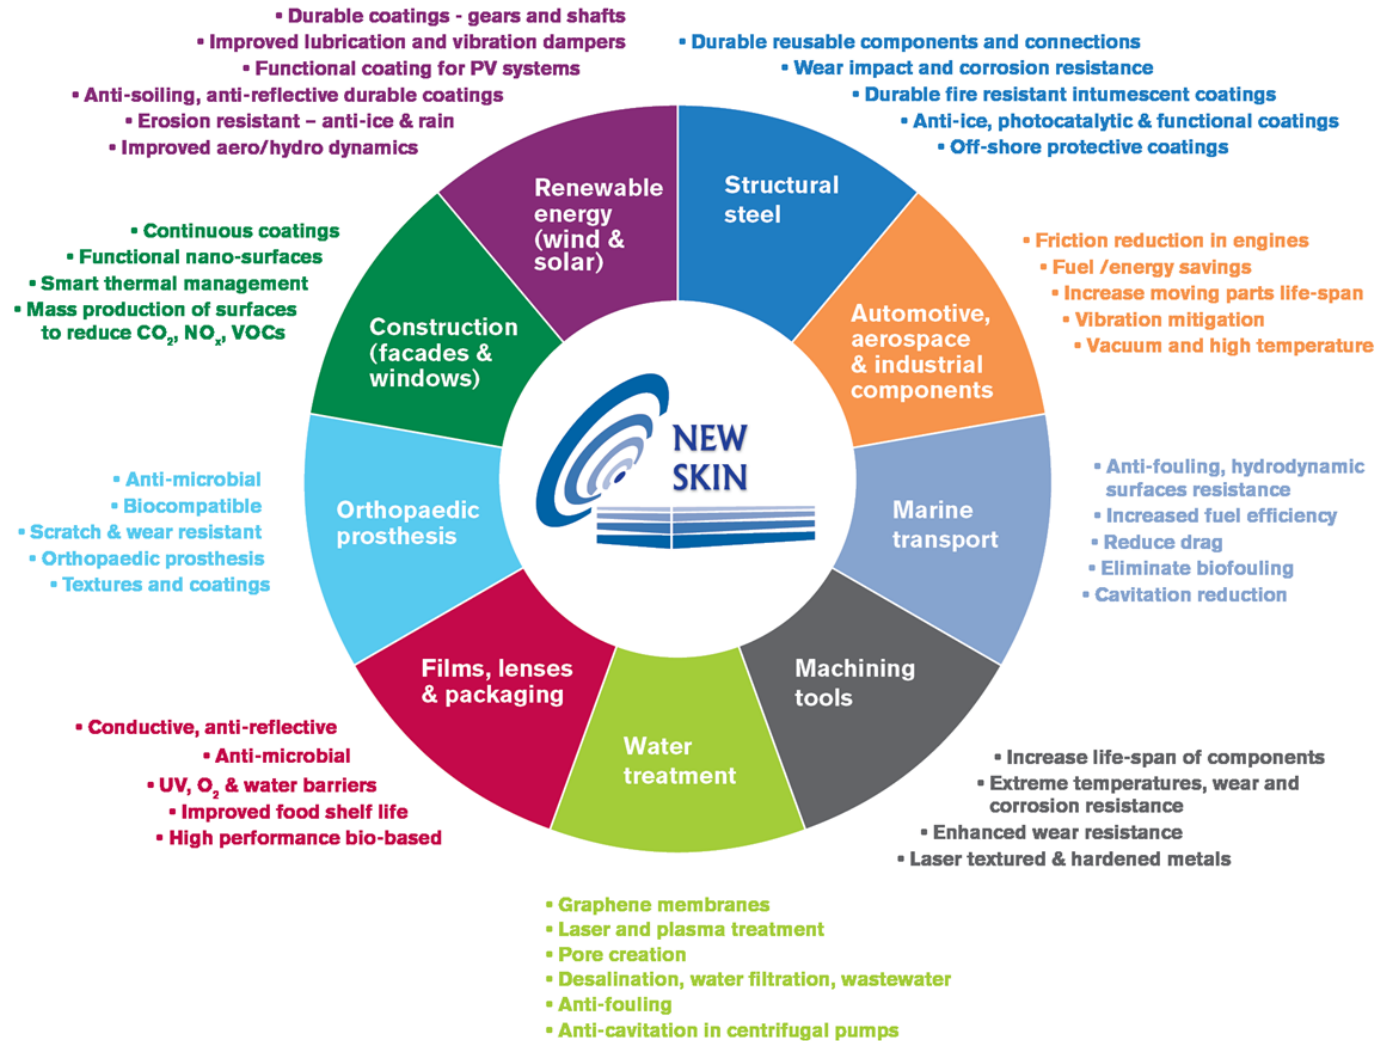 ▪ Durable coatings - gears and shafts
▪ Improved lubrication and vibration dampers
▪ Functional coating for PV systems
▪ Anti-soiling, anti-reflective durable coatings
▪ Erosion resistant – anti-ice & rain
▪ Improved aero/hydro dynamics
▪ Durable reusable components and connections
▪ Wear impact and corrosion resistance
▪ Durable fire resistant intumescent coatings
▪ Anti-ice, photocatalytic & functional coatings
▪ Off-shore protective coatings
Renewable
energy
(wind &
solar)
Structural
steel
▪ Continuous coatings
▪ Functional nano-surfaces
▪ Smart thermal management
▪ Mass production of surfaces
to reduce CO₂, NOₓ, VOCs
Construction
(facades &
windows)
Automotive,
aerospace
& industrial
components
▪ Friction reduction in engines
▪ Fuel /energy savings
▪ Increase moving parts life-span
▪ Vibration mitigation
▪ Vacuum and high temperature
NEW
SKIN
▪ Anti-microbial
▪ Biocompatible
▪ Scratch & wear resistant
▪ Orthopaedic prosthesis
▪ Textures and coatings
Orthopaedic
prosthesis
Marine
transport
▪ Anti-fouling, hydrodynamic
surfaces resistance
▪ Increased fuel efficiency
▪ Reduce drag
▪ Eliminate biofouling
▪ Cavitation reduction
Films, lenses
& packaging
Machining
tools
Water
treatment
▪ Conductive, anti-reflective
▪ Anti-microbial
▪ UV, O₂ & water barriers
▪ Improved food shelf life
▪ High performance bio-based
▪ Increase life-span of components
▪ Extreme temperatures, wear and
corrosion resistance
▪ Enhanced wear resistance
▪ Laser textured & hardened metals
▪ Graphene membranes
▪ Laser and plasma treatment
▪ Pore creation
▪ Desalination, water filtration, wastewater
▪ Anti-fouling
▪ Anti-cavitation in centrifugal pumps